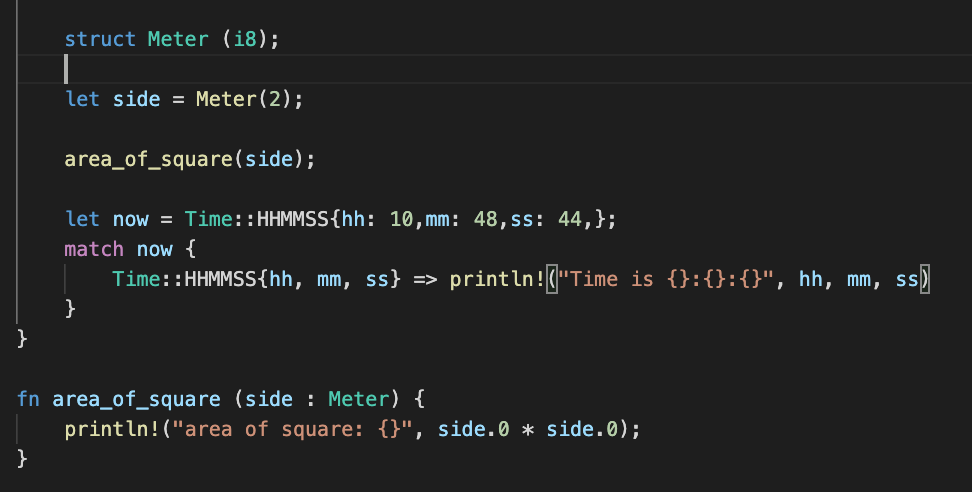 struct Meter (i8);
let side = Meter(2);
area_of_square(side);
let now = Time::HHMMSS{hh: 10,mm: 48,ss: 44,};
match now {
Time::HHMMSS{hh, mm, ss} => println!("Time is {}:{}:{}", hh, mm, ss)
}
}
fn area_of_square (side : Meter) {
println!("area of square: {}", side.0 * side.0);
}